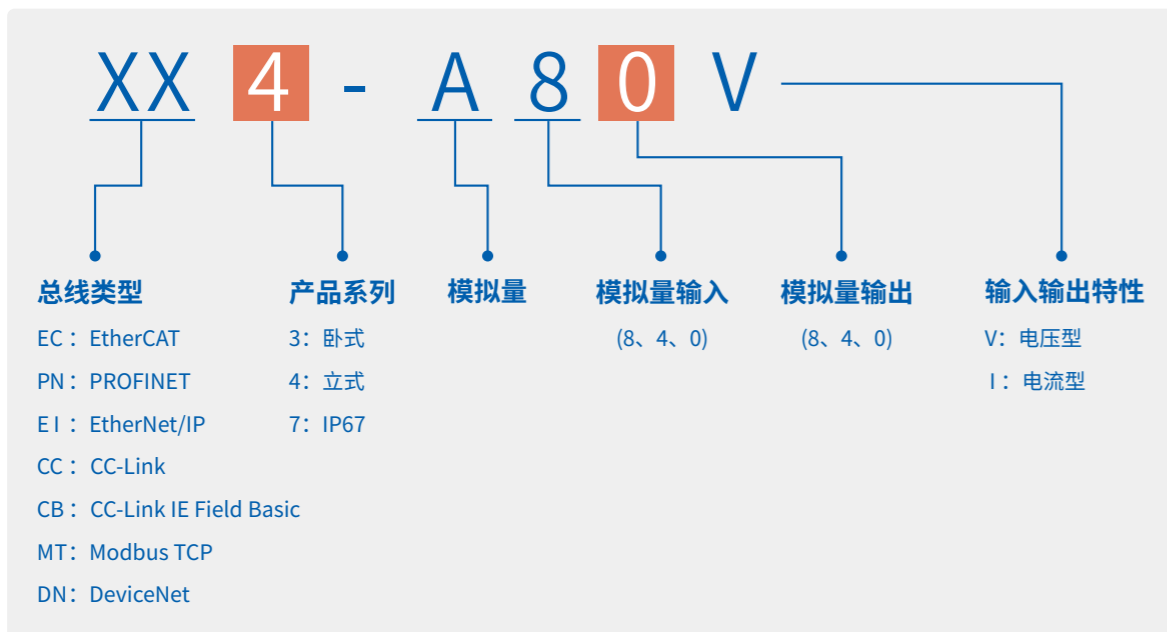 XX 4 - A 8 0 V
总线类型 产品系列 模拟量 模拟量输入 模拟量输出 输入输出特性
EC：EtherCAT 3：卧式 (8、4、0) (8、4、0) V：电压型
PN：PROFINET 4：立式 I：电流型
EI：EtherNet/IP 7：IP67
CC：CC-Link
CB：CC-Link IE Field Basic
MT：Modbus TCP
DN：DeviceNet